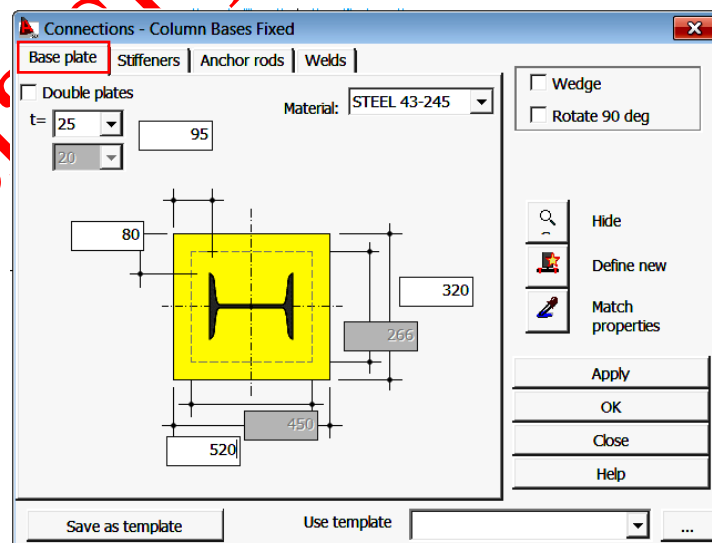 Connections - Column Bases Fixed
Base plate
Stiffeners
Anchor rods
Welds
Double plates
Material: STEEL 43-245
t= 25
95
20
Wedge
Rotate 90 deg
80
Hide
Define new
Match
properties
320
266
450
520
Apply
OK
Close
Help
Save as template
Use template
...